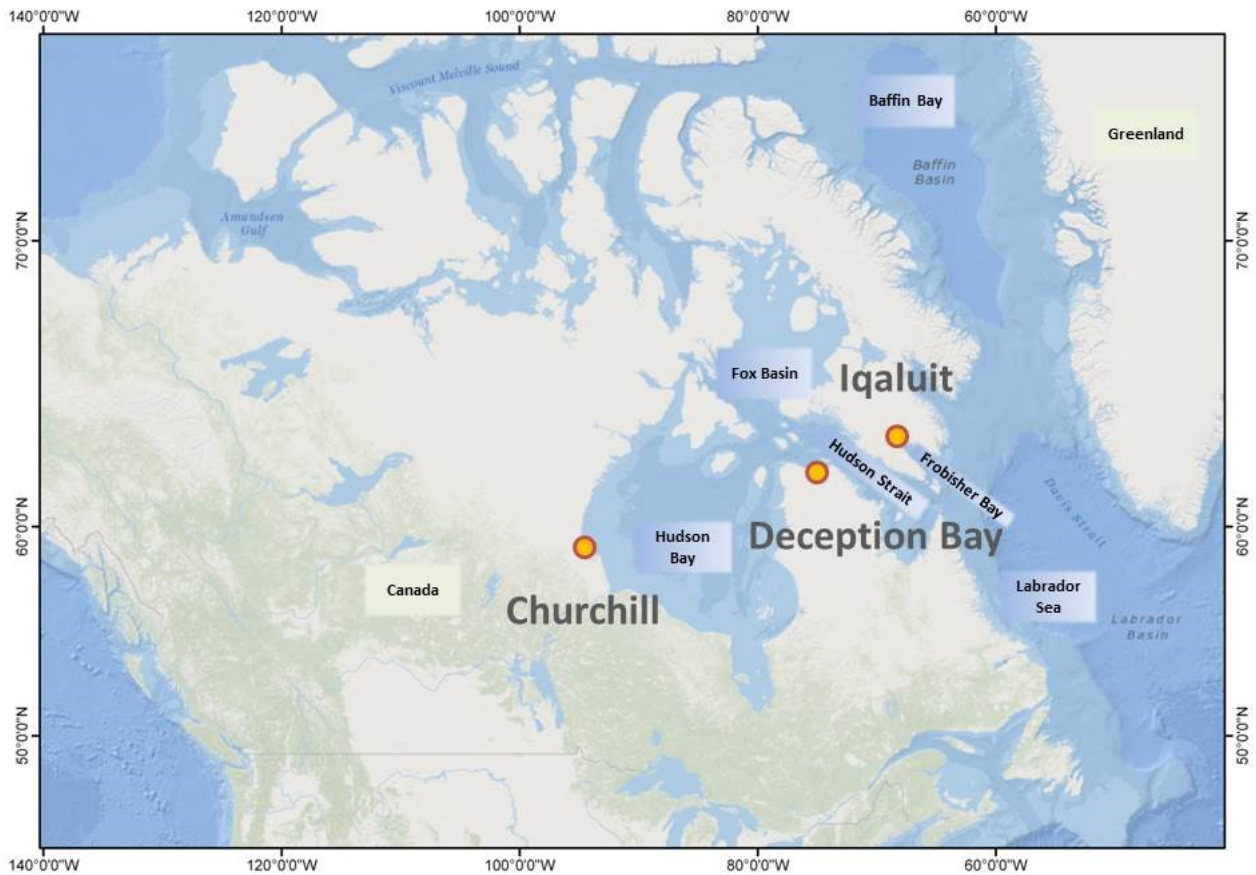 140°0'0"W
120°0'0"W
100°0'0"W
80°0'0"W
60°0'0"W
Viscount Melville Sound
Baffin Bay
Greenland
Baffin
Basin
Amundsen
Gulf
70°0'0"N
70°0'0"N
Fox Basin
Iqaluit
Hudson Strait
Frobisher Bay
Davis Strait
60°0'0"N
60°0'0"N
Hudson
Bay
Deception Bay
Canada
Churchill
Labrador
Sea
Labrador
Basin
50°0'0"N
50°0'0"N
140°0'0"W
120°0'0"W
100°0'0"W
80°0'0"W
60°0'0"W